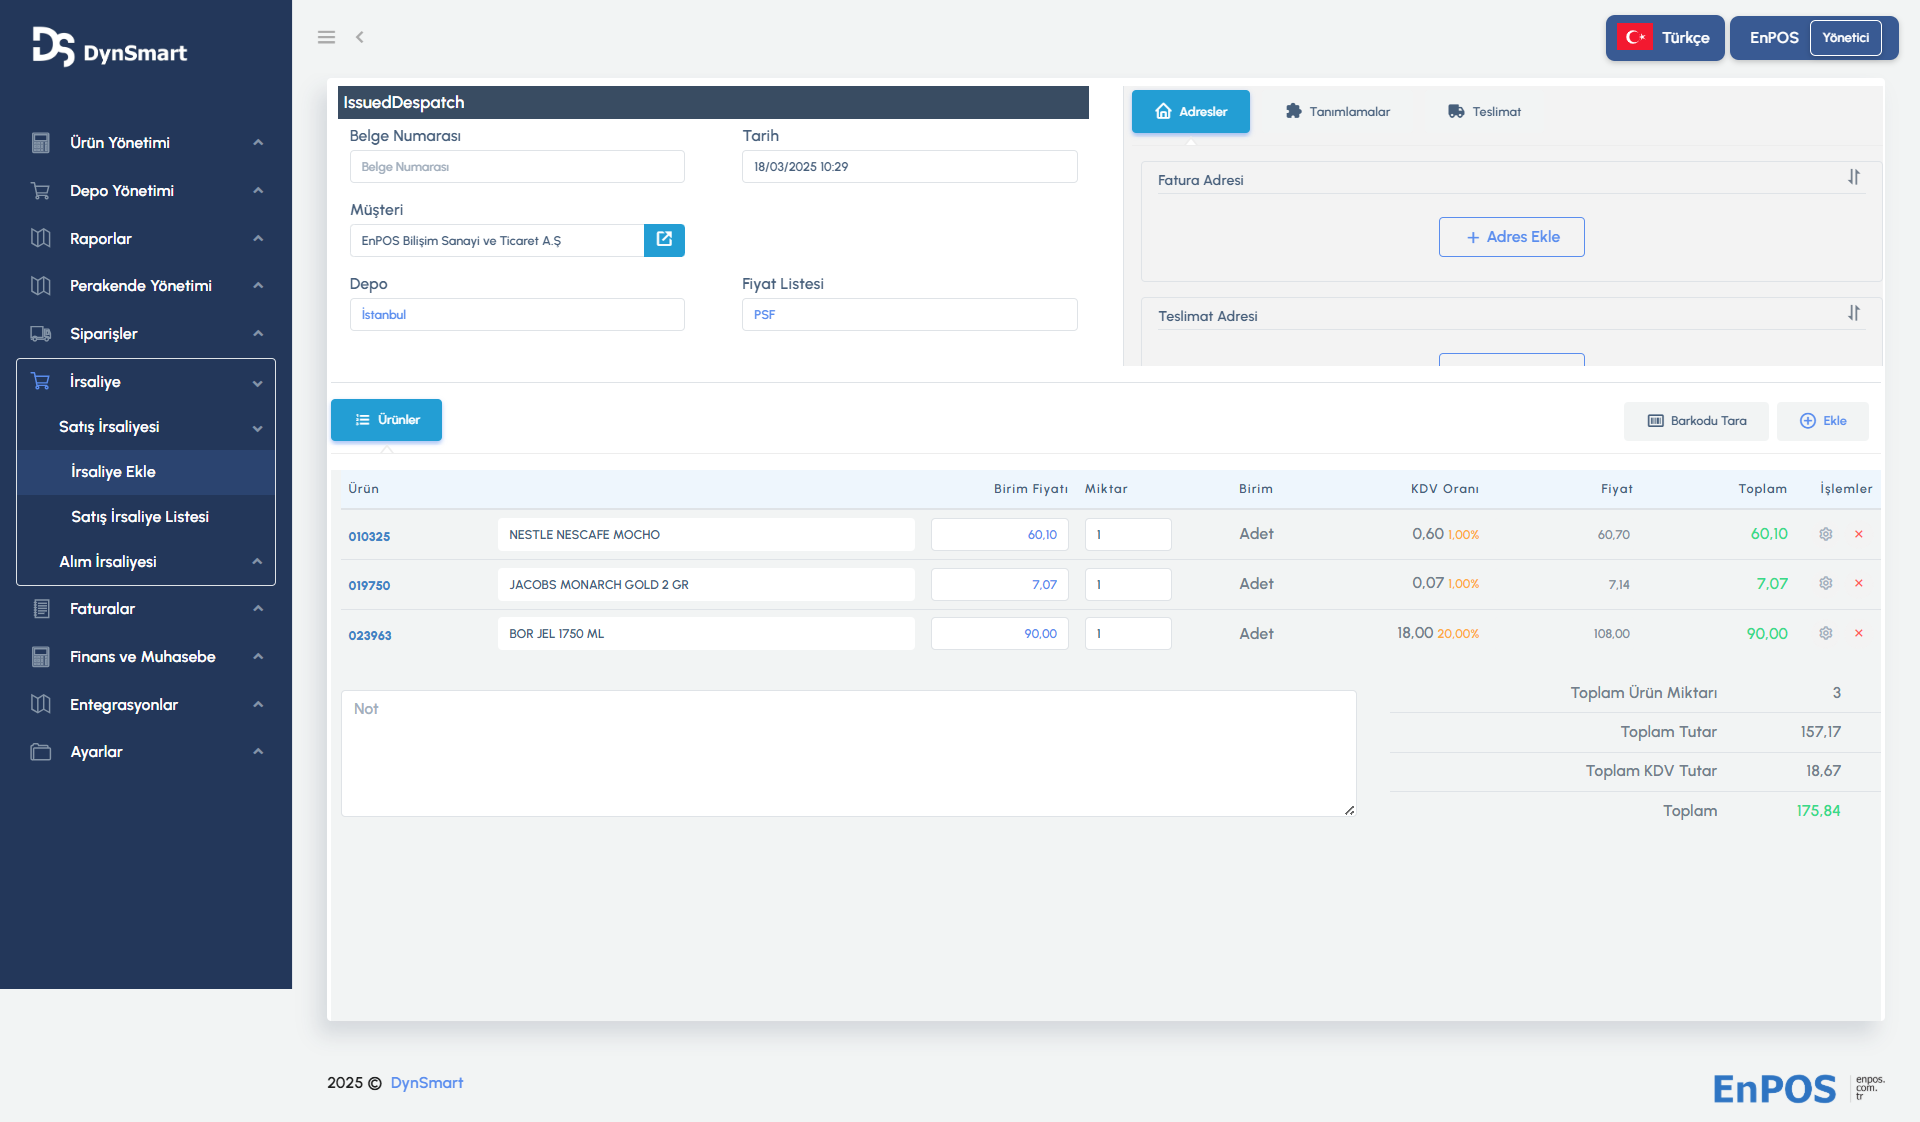 DS DynSmart
Türkçe
EnPOS Yönetici
Ürün Yönetimi
Depo Yönetimi
Raporlar
Perakende Yönetimi
Siparişler
İrsaliye
Satış İrsaliyesi
İrsaliye Ekle
Satış İrsaliye Listesi
Alım İrsaliyesi
Faturalar
Finans ve Muhasebe
Entegrasyonlar
Ayarlar
IssuedDespatch
Belge Numarası Tarih
Belge Numarası 18/03/2025 10:29
Müşteri
EnPOS Bilişim Sanayi ve Ticaret A.Ş
Depo Fiyat Listesi
İstanbul PSF
Adresler Tanımlamalar Teslimat
Fatura Adresi
+ Adres Ekle
Teslimat Adresi
Ürünler Barkodu Tara Ekle
Ürün Birim Fiyatı Miktar Birim KDV Oranı Fiyat Toplam İşlemler
010325 NESTLE NESCAFE MOCHO 60,10 1 Adet 0,60 1,00% 60,70 60,10
019750 JACOBS MONARCH GOLD 2 GR 7,07 1 Adet 0,07 1,00% 7,14 7,07
023963 BOR JEL 1750 ML 90,00 1 Adet 18,00 20,00% 108,00 90,00
Not
Toplam Ürün Miktarı 3
Toplam Tutar 157,17
Toplam KDV Tutar 18,67
Toplam 175,84
2025 © DynSmart
EnPOS
enpos.
com.
tr